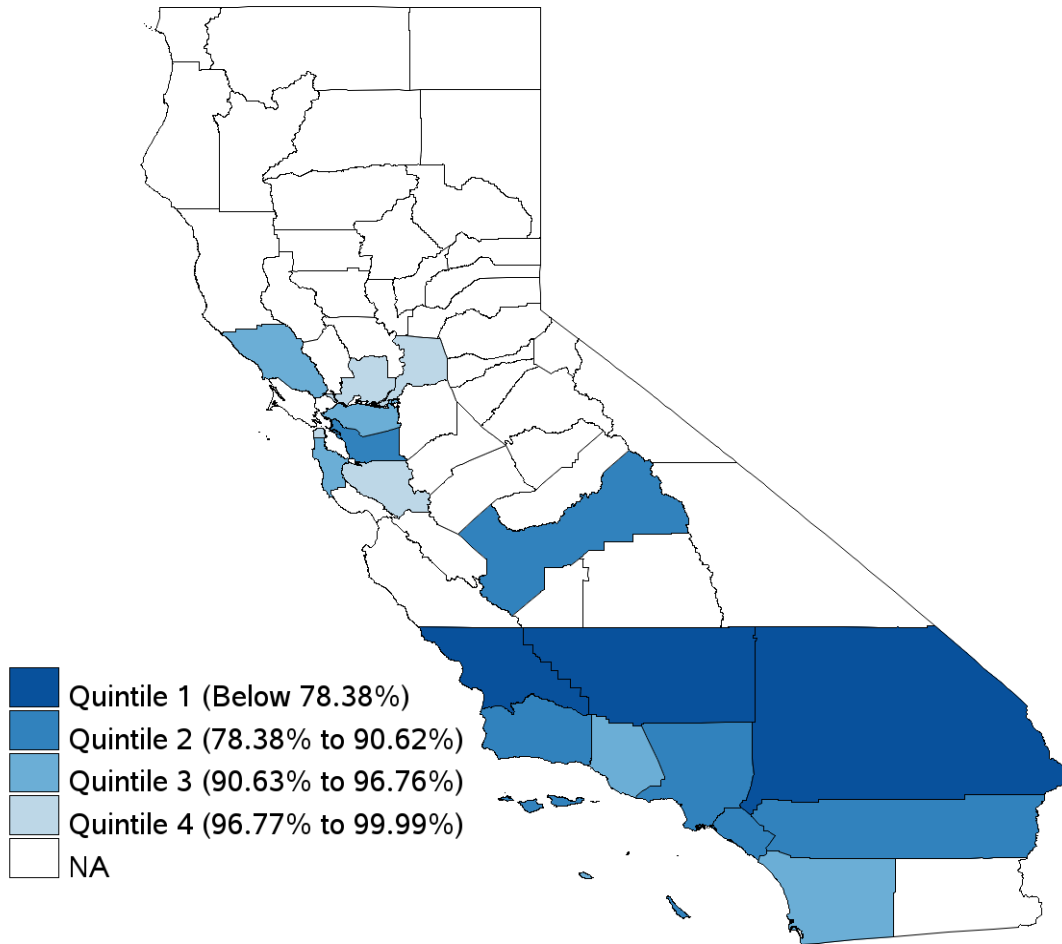 Quintile 1 (Below 78.38%)
Quintile 2 (78.38% to 90.62%)
Quintile 3 (90.63% to 96.76%)
Quintile 4 (96.77% to 99.99%)
NA